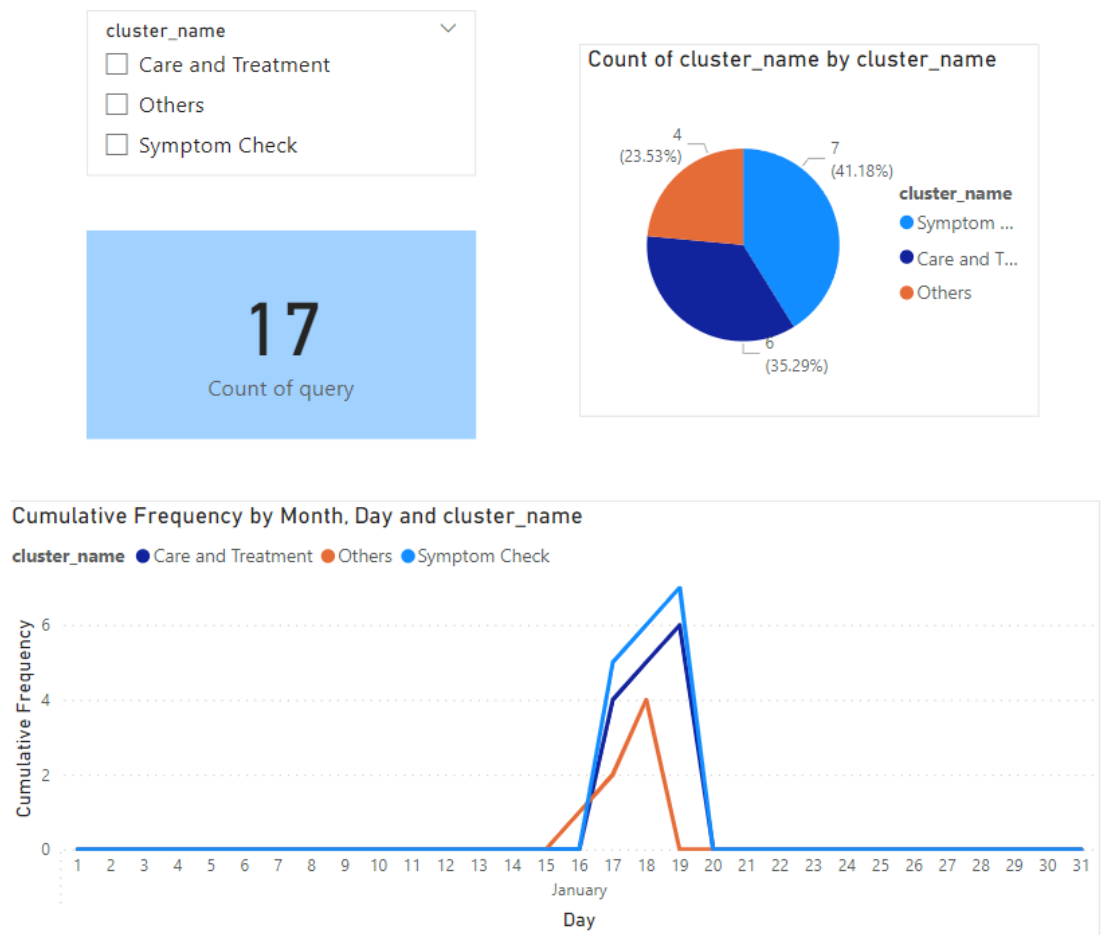 cluster_name
Care and Treatment
Others
Symptom Check
17
Count of query
Count of cluster_name by cluster_name
4
(23.53%)
7
(41.18%)
6
(35.29%)
cluster_name
Symptom ...
Care and T...
Others
Cumulative Frequency by Month, Day and cluster_name
cluster_name Care and Treatment Others Symptom Check
Cumulative Frequency
6
4
2
0
1 2 3 4 5 6 7 8 9 10 11 12 13 14 15 16 17 18 19 20 21 22 23 24 25 26 27 28 29 30 31
January
Day